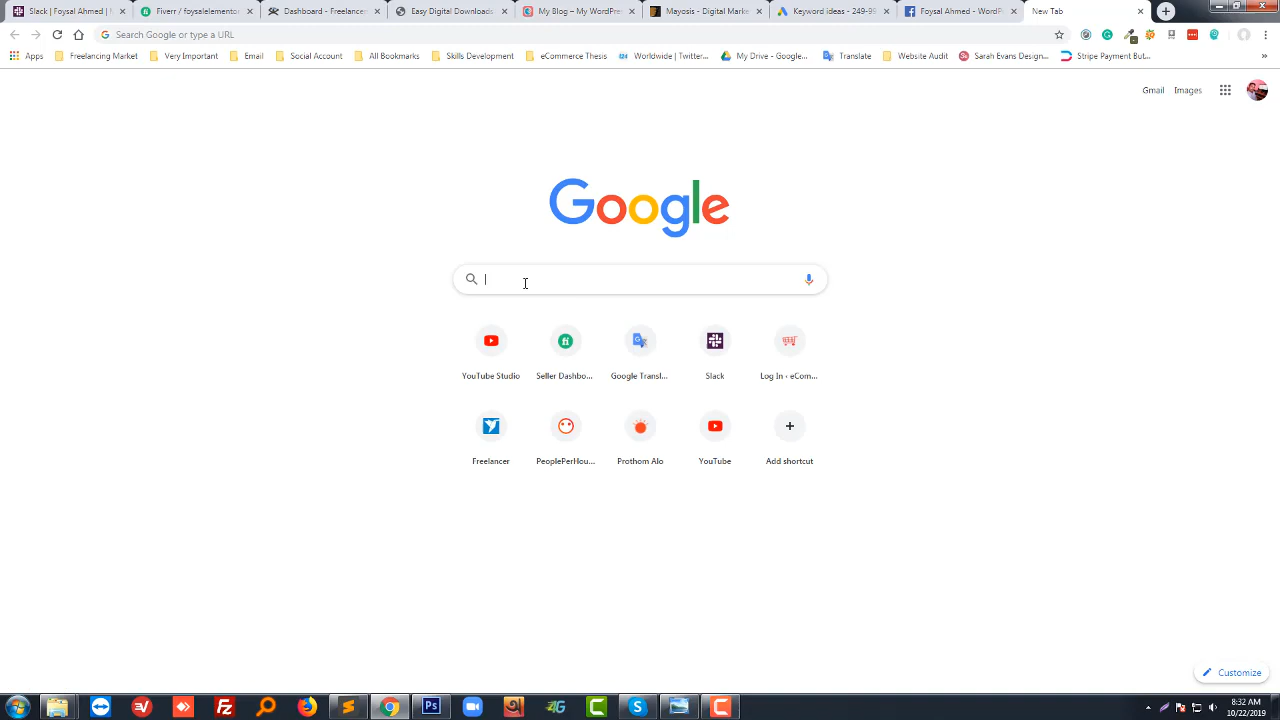 Slack | Foysal Ahmed |
Fiverr / foysalelementor
Dashboard - Freelancer
Easy Digital Downloads
My Blog – My WordPre
Mayosis - Digital Marke
Keyword ideas - 249-99
Foysal Ahmed - WordP
New Tab
Search Google or type a URL
Apps
Freelancing Market
Very Important
Email
Social Account
All Bookmarks
Skills Development
eCommerce Thesis
Worldwide | Twitter...
My Drive - Google...
Translate
Website Audit
Sarah Evans Design...
Stripe Payment But...
»
Gmail
Images
Google
YouTube Studio
Seller Dashbo...
Google Transl...
Slack
Log In ‹ eCom...
Freelancer
PeoplePerHou...
Prothom Alo
YouTube
Add shortcut
Customize
Ps
8:32 AM
10/22/2019